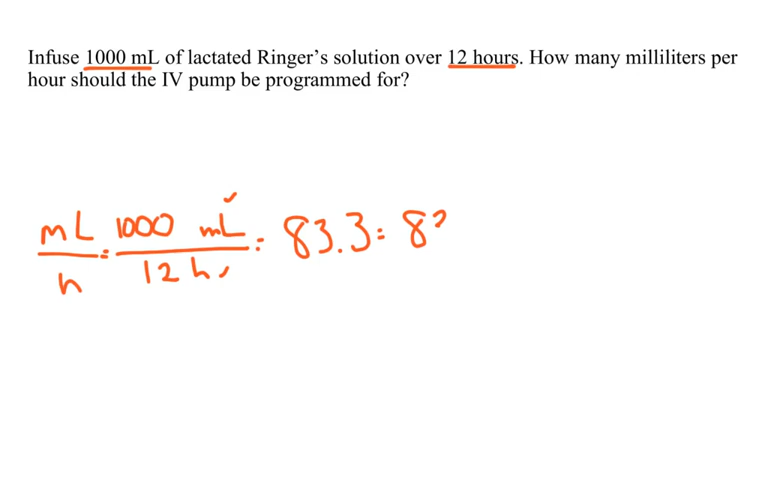 Infuse 1000 mL of lactated Ringer’s solution over 12 hours. How many milliliters per
hour should the IV pump be programmed for?
mL/h = 1000 mL/12 h = 83.3 = 8